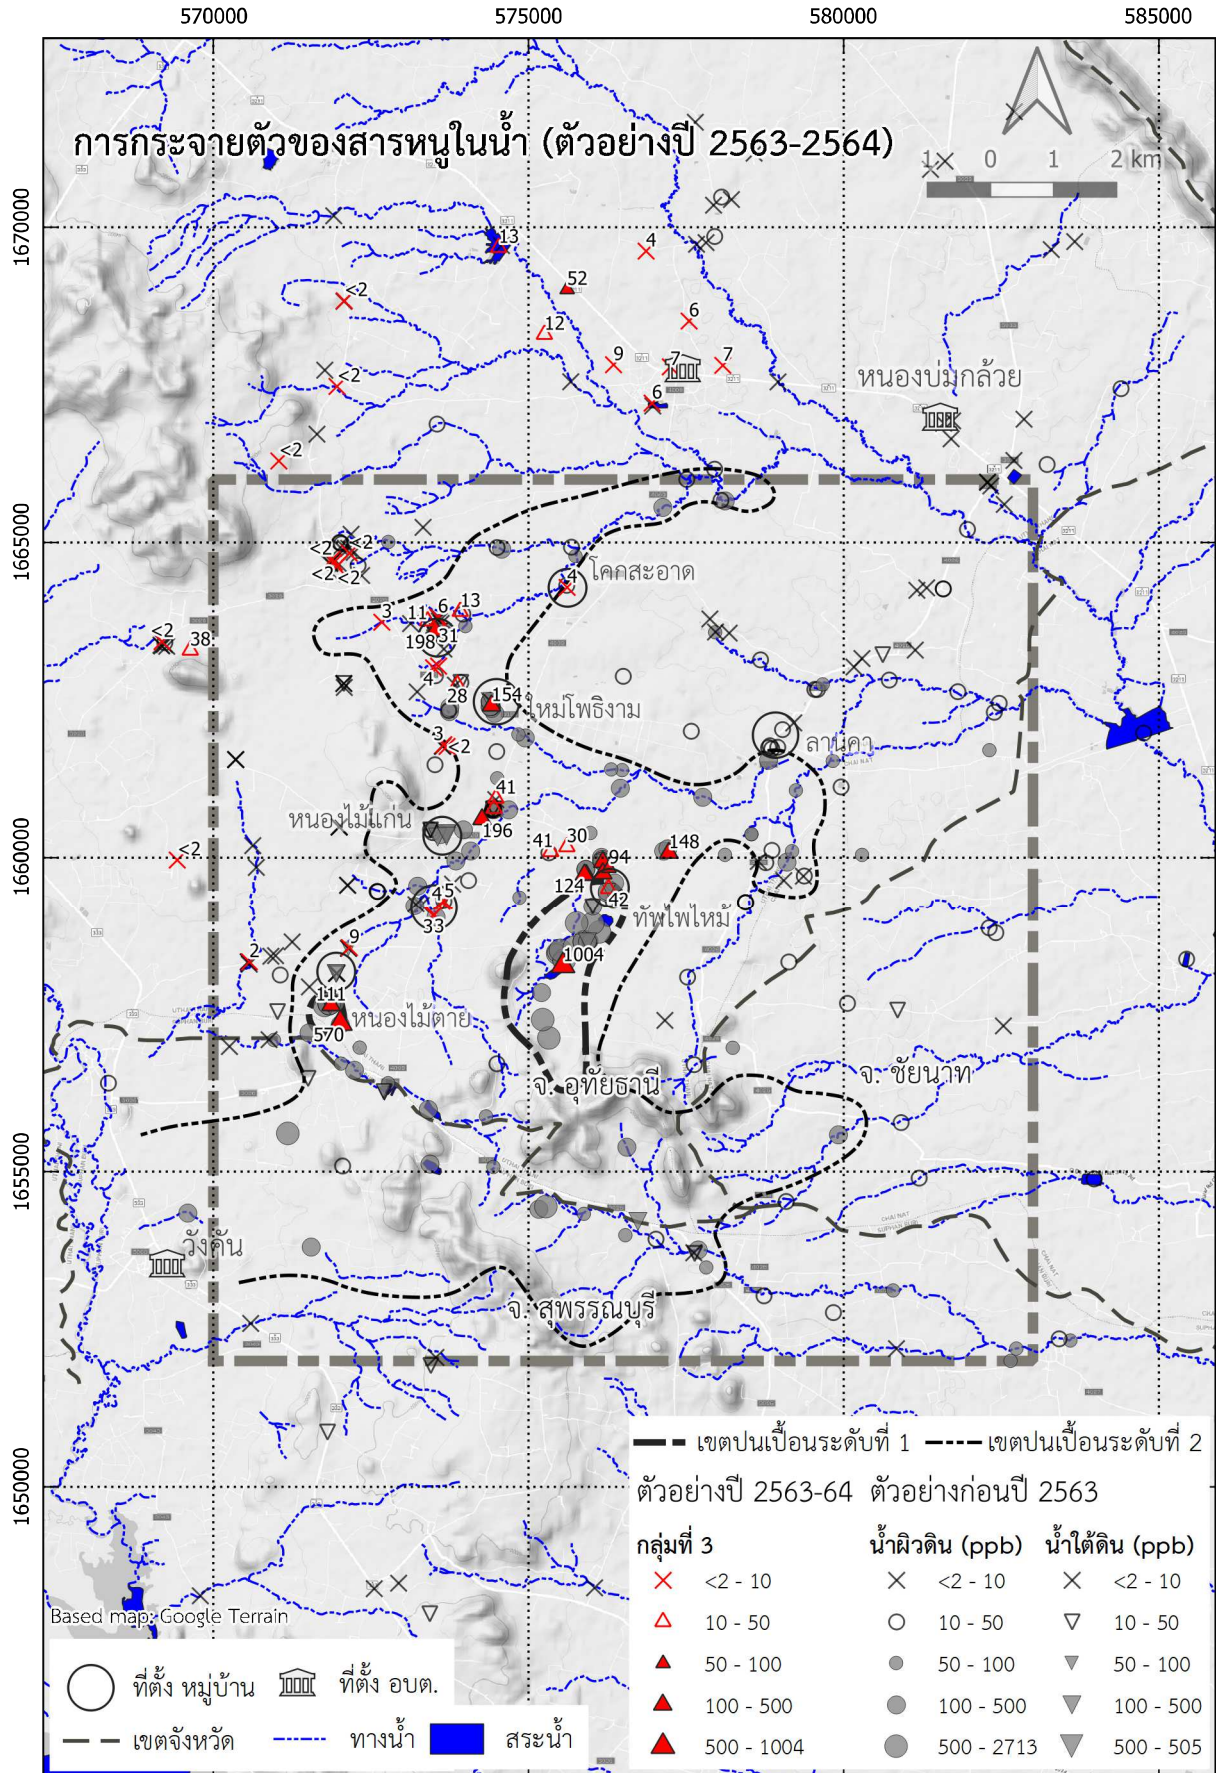 570000 575000 580000 585000
การกระจายตัวของสารหนูในน้ำ (ตัวอย่างปี 2563-2564)
1 0 1 2 km
1670000
13
4
52
<2
12
6
9
7
7
<2
6
หนองบ่มกล้วย
<2
1665000
<2
<2
<2
<2
4
โคกสะอาด
3
11
6
13
<2
38
198
31
4
28
154
ใหม่โพธิงาม
3
<2
ลานคา
41
หนองไม้แก่น
196
1660000
<2
41
30
94
148
124
42
45
33
ทัพไฟไหม้
2
9
1004
111
หนองไม้ตาย
570
จ. อุทัยธานี
จ. ชัยนาท
1655000
วังคัน
จ. สุพรรณบุรี
เขตปนเปื้อนระดับที่ 1 เขตปนเปื้อนระดับที่ 2
1650000
ตัวอย่างปี 2563-64 ตัวอย่างก่อนปี 2563
กลุ่มที่ 3 น้ำผิวดิน (ppb) น้ำใต้ดิน (ppb)
<2 - 10 <2 - 10 <2 - 10
10 - 50 10 - 50 10 - 50
50 - 100 50 - 100 50 - 100
100 - 500 100 - 500 100 - 500
500 - 1004 500 - 2713 500 - 505
Based map: Google Terrain
ที่ตั้ง หมู่บ้าน ที่ตั้ง อบต.
เขตจังหวัด ทางน้ำ สระน้ำ